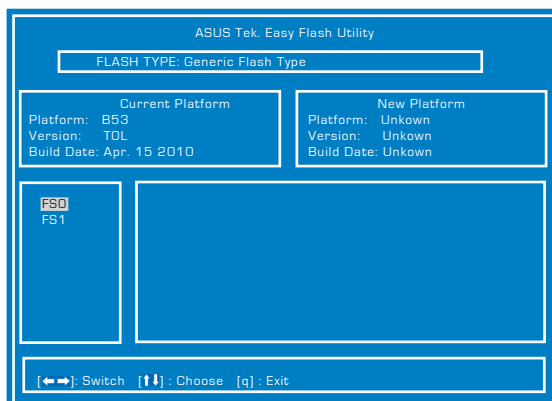 ASUS Tek. Easy Flash Utility
FLASH TYPE: Generic Flash Type
Current Platform
Platform: B53
Version: TOL
Build Date: Apr. 15 2010
New Platform
Platform: Unkown
Version: Unkown
Build Date: Unkown
FS0
FS1
[←→]: Switch [↑↓] : Choose [q] : Exit